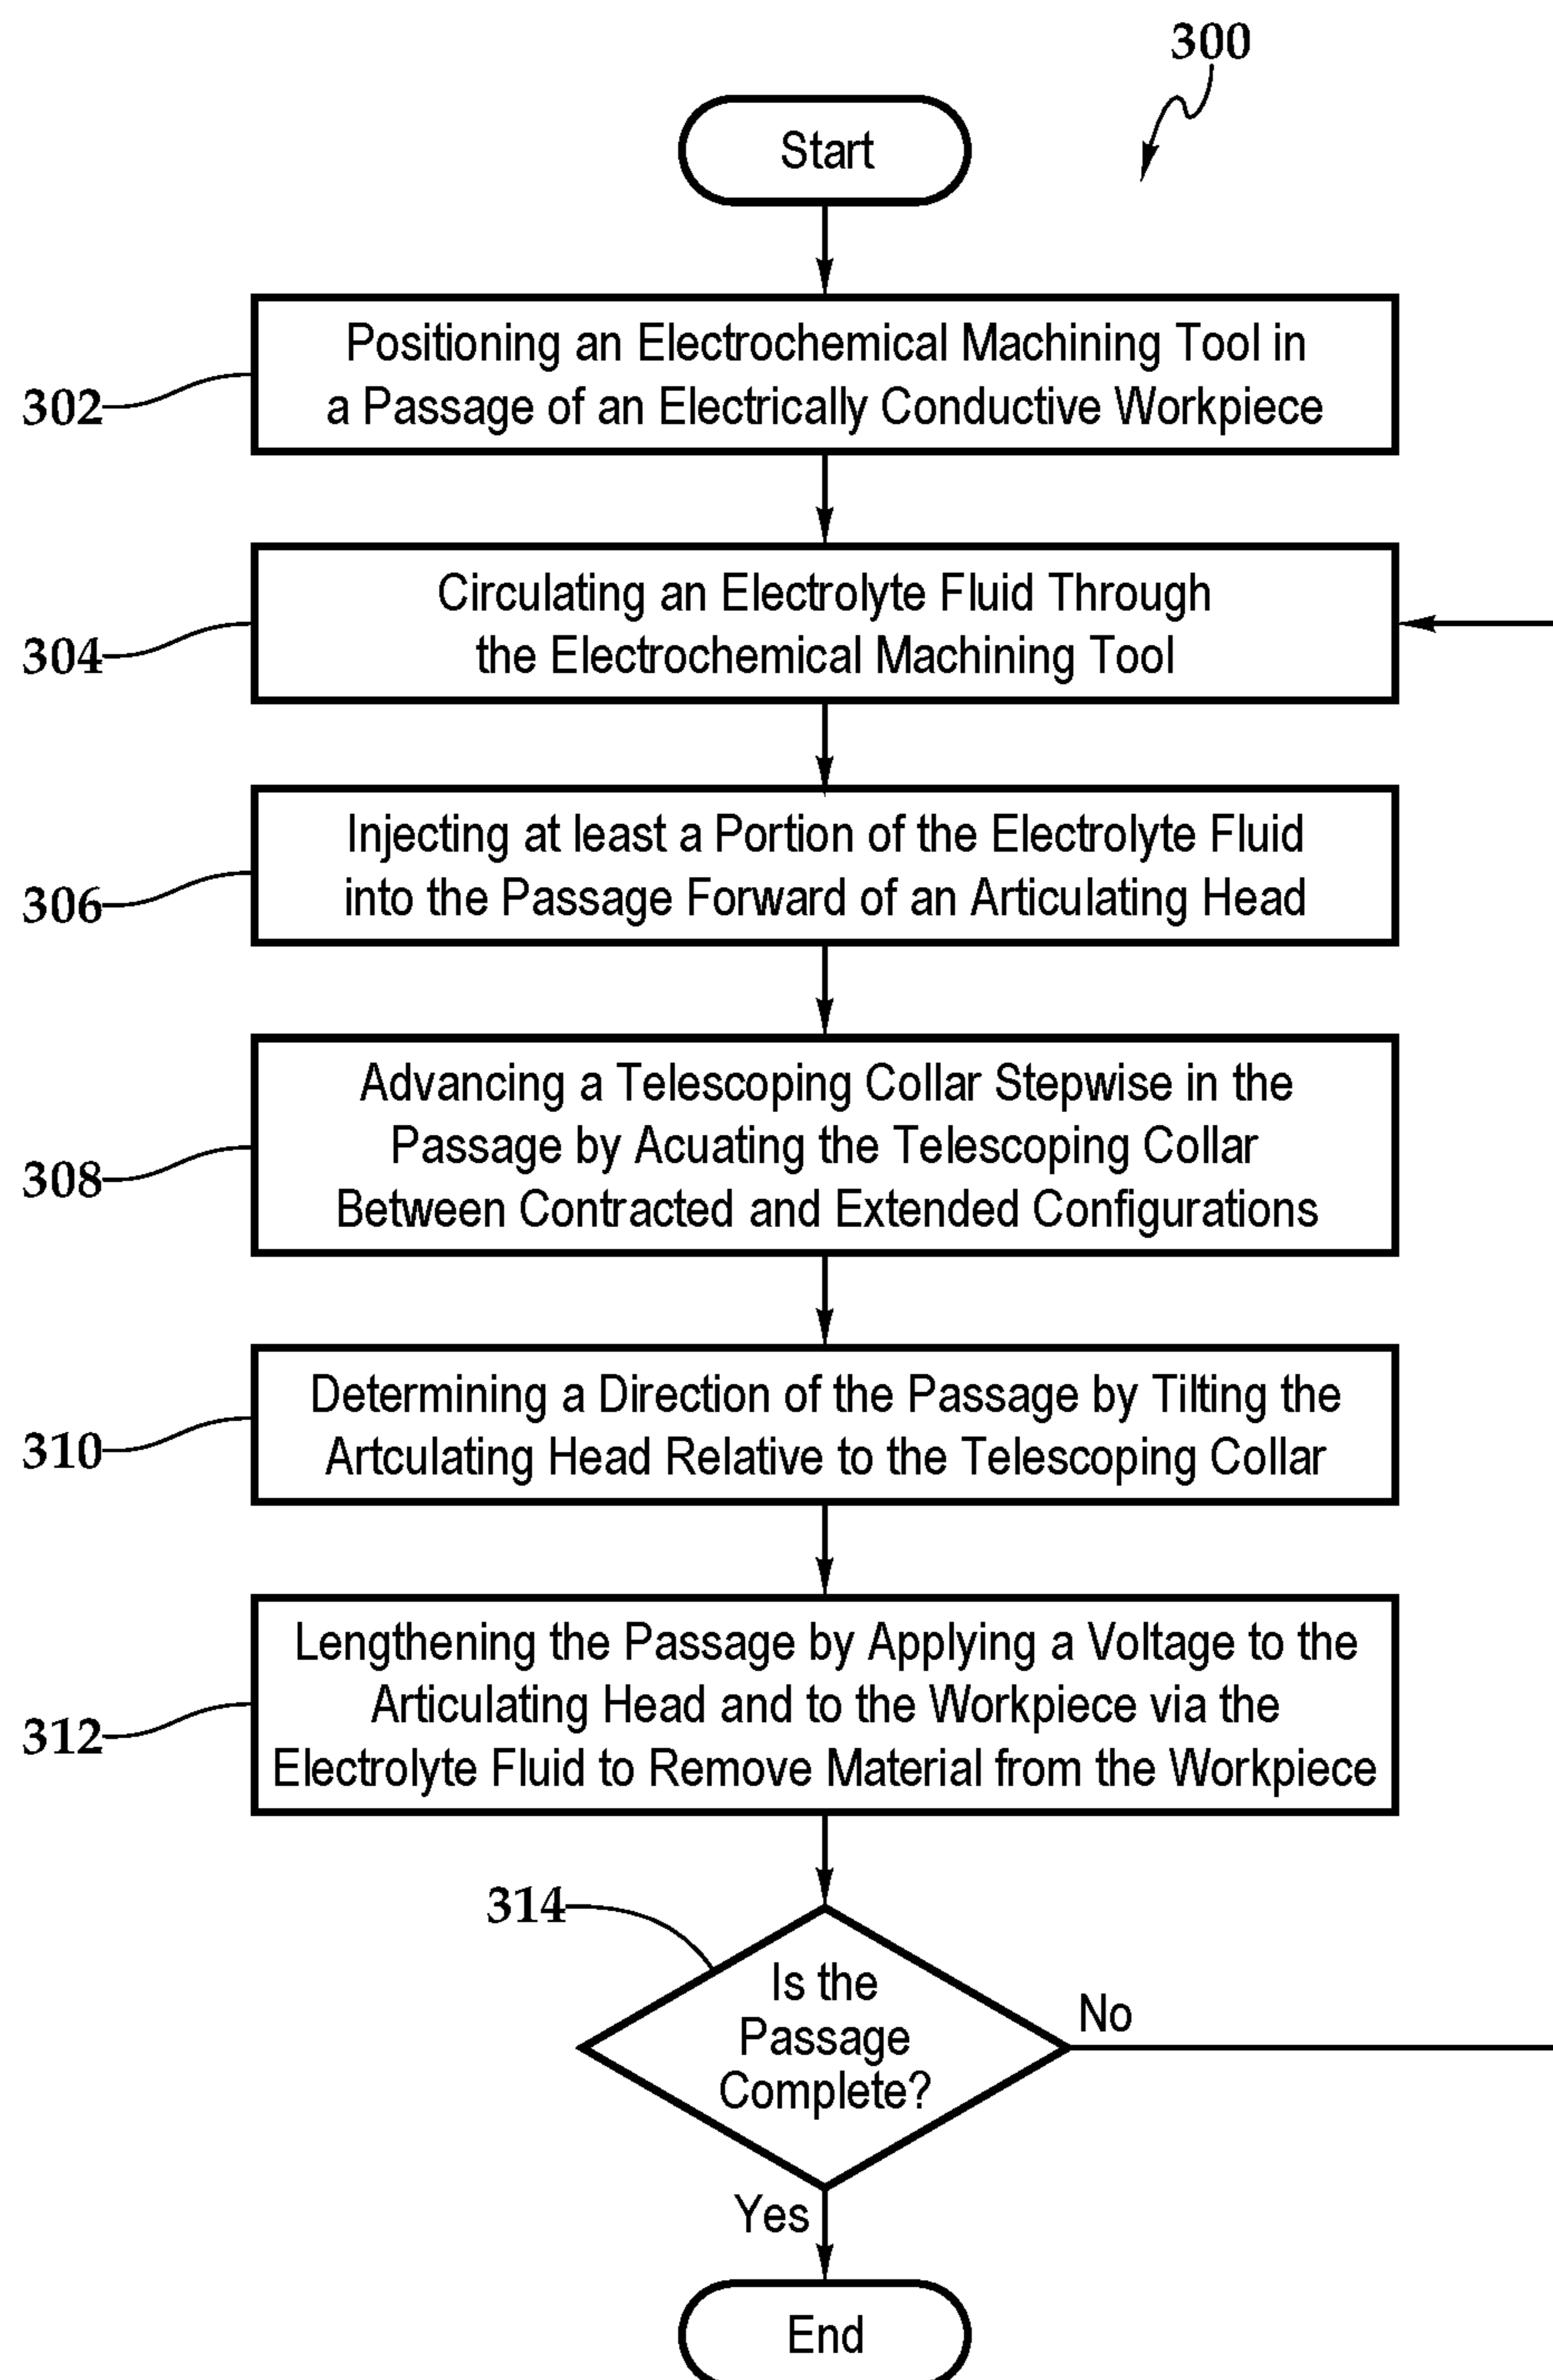 300
Start
302
Positioning an Electrochemical Machining Tool in
a Passage of an Electrically Conductive Workpiece
304
Circulating an Electrolyte Fluid Through
the Electrochemical Machining Tool
306
Injecting at least a Portion of the Electrolyte Fluid
into the Passage Forward of an Articulating Head
308
Advancing a Telescoping Collar Stepwise in the
Passage by Acuating the Telescoping Collar
Between Contracted and Extended Configurations
310
Determining a Direction of the Passage by Tilting the
Artculating Head Relative to the Telescoping Collar
312
Lengthening the Passage by Applying a Voltage to the
Articulating Head and to the Workpiece via the
Electrolyte Fluid to Remove Material from the Workpiece
314
Is the
Passage
Complete?
No
Yes
End